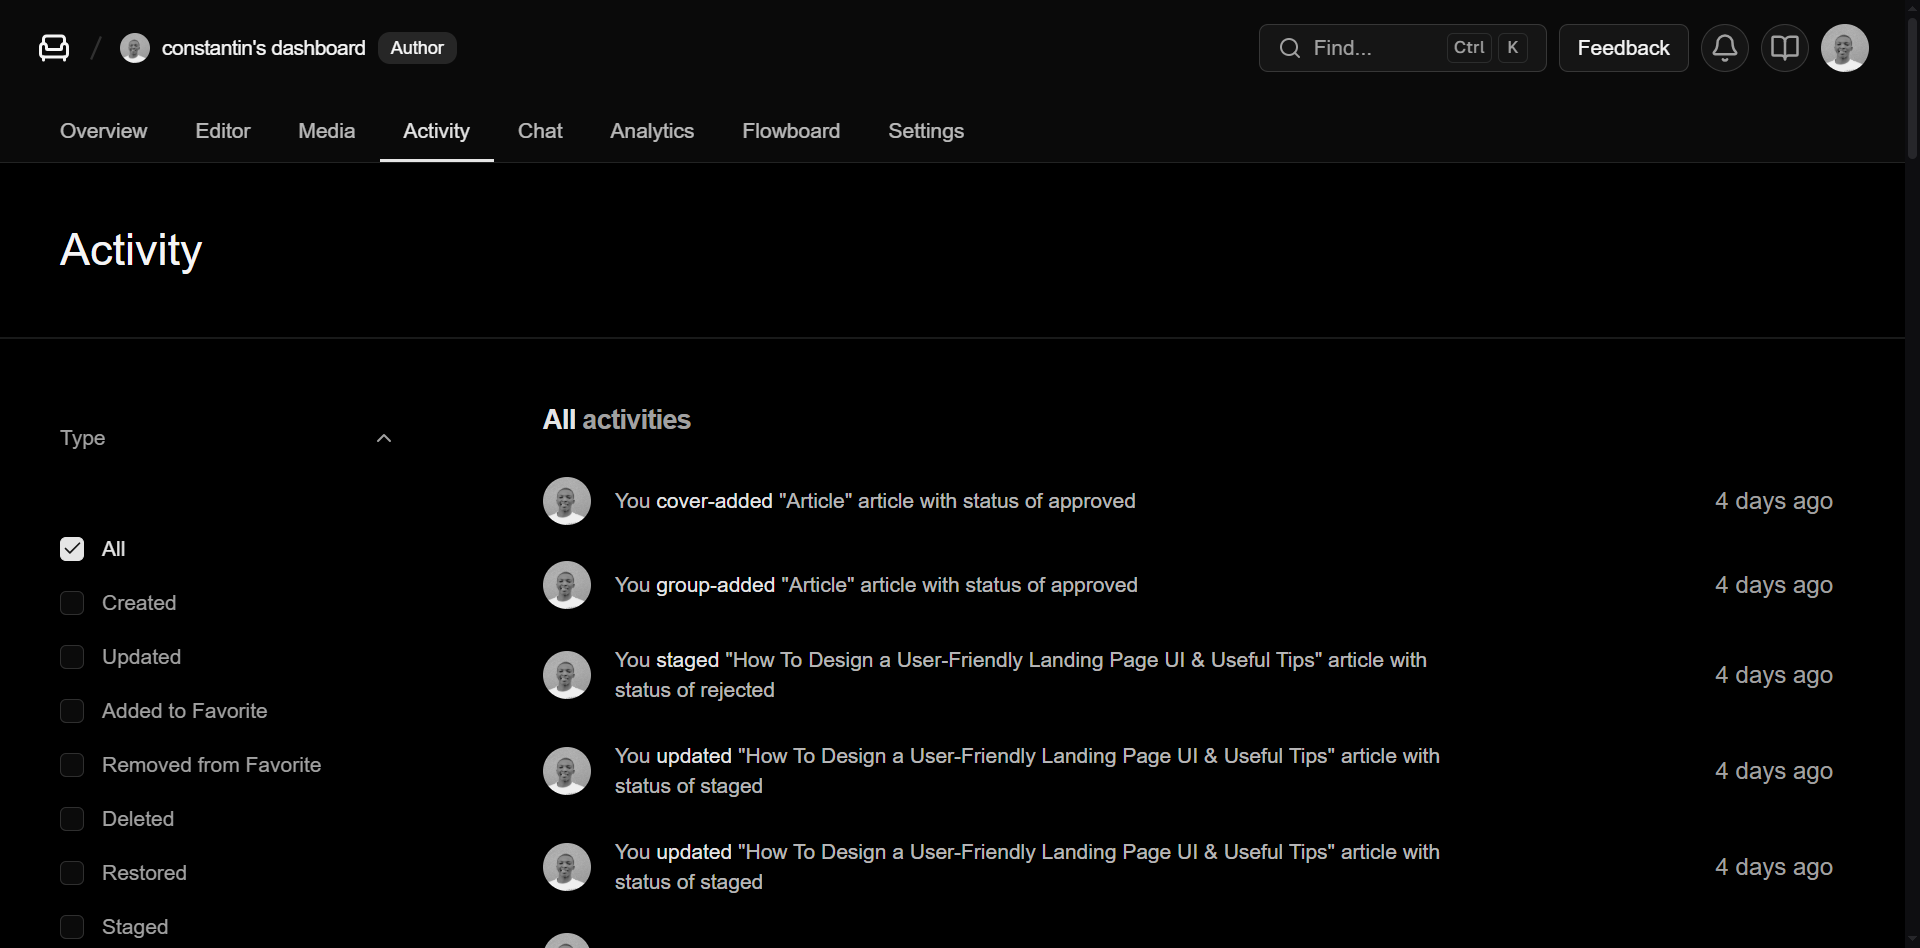 constantin's dashboard Author
Find... Ctrl K Feedback
Overview Editor Media Activity Chat Analytics Flowboard Settings
Activity
Type
All
Created
Updated
Added to Favorite
Removed from Favorite
Deleted
Restored
Staged
All activities
You cover-added "Article" article with status of approved 4 days ago
You group-added "Article" article with status of approved 4 days ago
You staged "How To Design a User-Friendly Landing Page UI & Useful Tips" article with
status of rejected
4 days ago
You updated "How To Design a User-Friendly Landing Page UI & Useful Tips" article with
status of staged
4 days ago
You updated "How To Design a User-Friendly Landing Page UI & Useful Tips" article with
status of staged
4 days ago